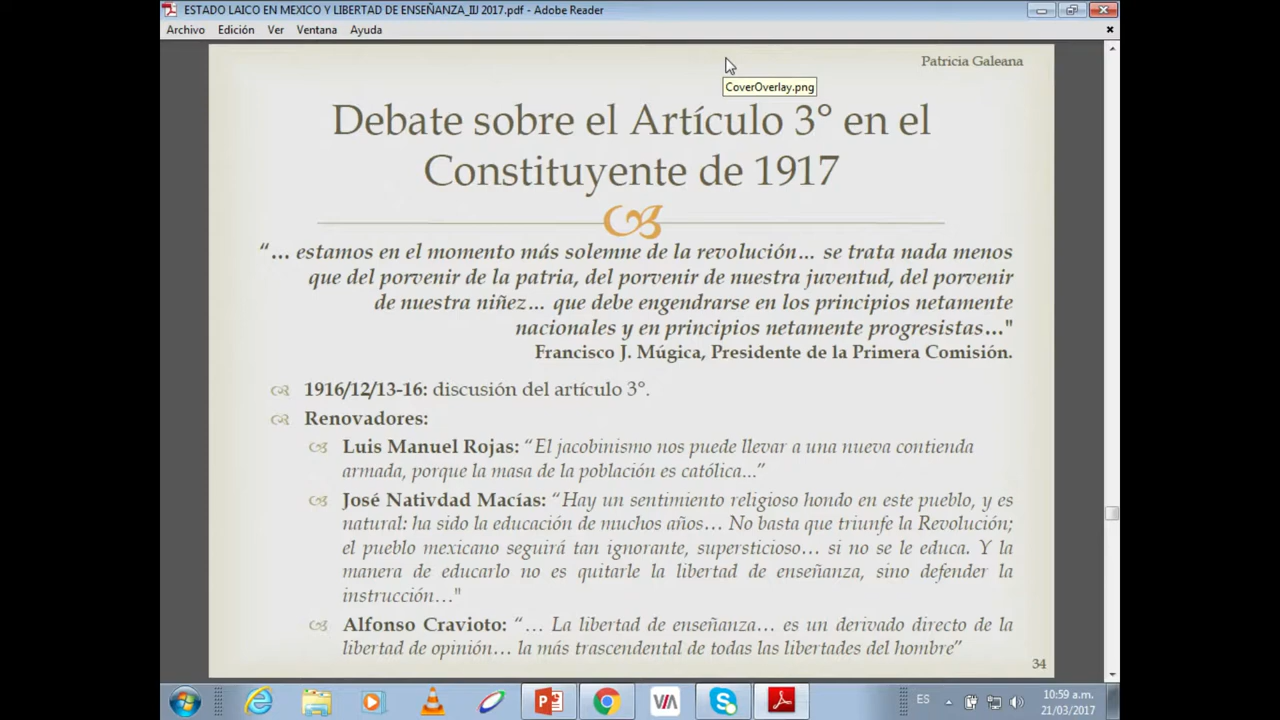 ESTADO LAICO EN MEXICO Y LIBERTAD DE ENSEÑANZA_IIJ 2017.pdf - Adobe Reader
Archivo Edición Ver Ventana Ayuda
Patricia Galeana
CoverOverlay.png
Debate sobre el Artículo 3° en el
Constituyente de 1917
“… estamos en el momento más solemne de la revolución… se trata nada menos
que del porvenir de la patria, del porvenir de nuestra juventud, del porvenir
de nuestra niñez… que debe engendrarse en los principios netamente
nacionales y en principios netamente progresistas…"
Francisco J. Múgica, Presidente de la Primera Comisión.
1916/12/13-16: discusión del artículo 3°.
Renovadores:
Luis Manuel Rojas: “El jacobinismo nos puede llevar a una nueva contienda
armada, porque la masa de la población es católica...”
José Nativdad Macías: “Hay un sentimiento religioso hondo en este pueblo, y es
natural: ha sido la educación de muchos años… No basta que triunfe la Revolución;
el pueblo mexicano seguirá tan ignorante, supersticioso… si no se le educa. Y la
manera de educarlo no es quitarle la libertad de enseñanza, sino defender la
instrucción…"
Alfonso Cravioto: “… La libertad de enseñanza… es un derivado directo de la
libertad de opinión… la más trascendental de todas las libertades del hombre”
34
VIA
ES
10:59 a.m.
21/03/2017